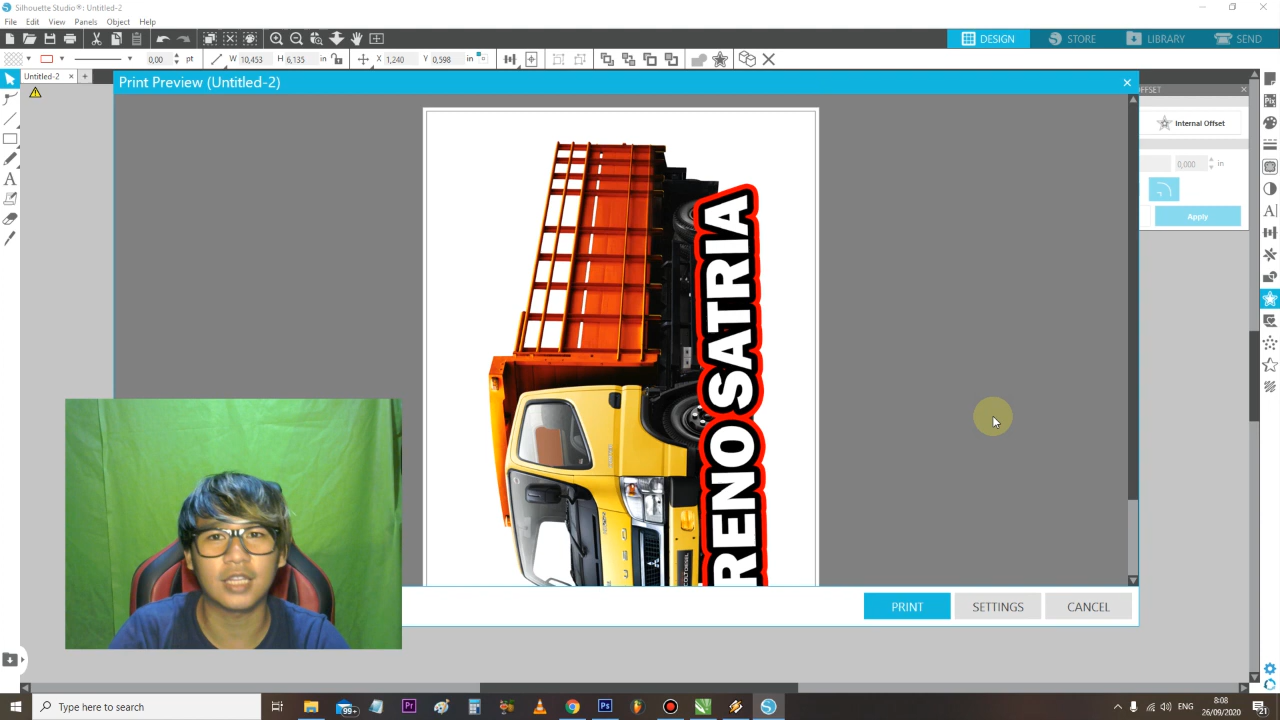 Silhouette Studio®: Untitled-2
File Edit View Panels Object Help
DESIGN STORE LIBRARY SEND
0,00 pt W 10,453 H 6,135 in X 1,240 Y 0,598 in
Untitled-2
Print Preview (Untitled-2)
OFFSET
Internal Offset
0,000 in
Apply
RENO SATRIA
COLT DIESEL
PRINT SETTINGS CANCEL
Type here to search
99+
ENG
8:08
26/09/2020
21